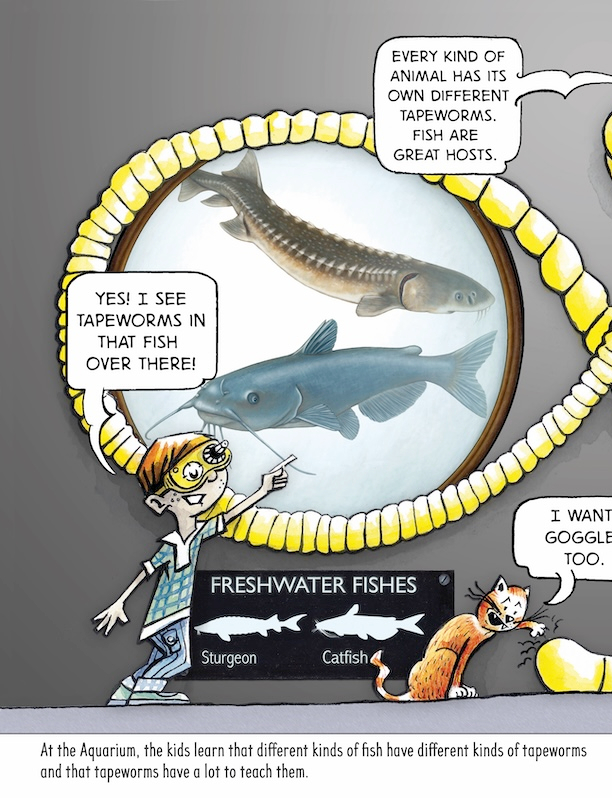 EVERY KIND OF
ANIMAL HAS ITS
OWN DIFFERENT
TAPEWORMS.
FISH ARE
GREAT HOSTS.
YES! I SEE
TAPEWORMS IN
THAT FISH
OVER THERE!
I WANT
GOGGLE
TOO.
FRESHWATER FISHES
Sturgeon
Catfish
At the Aquarium, the kids learn that different kinds of fish have different kinds of tapeworms
and that tapeworms have a lot to teach them.